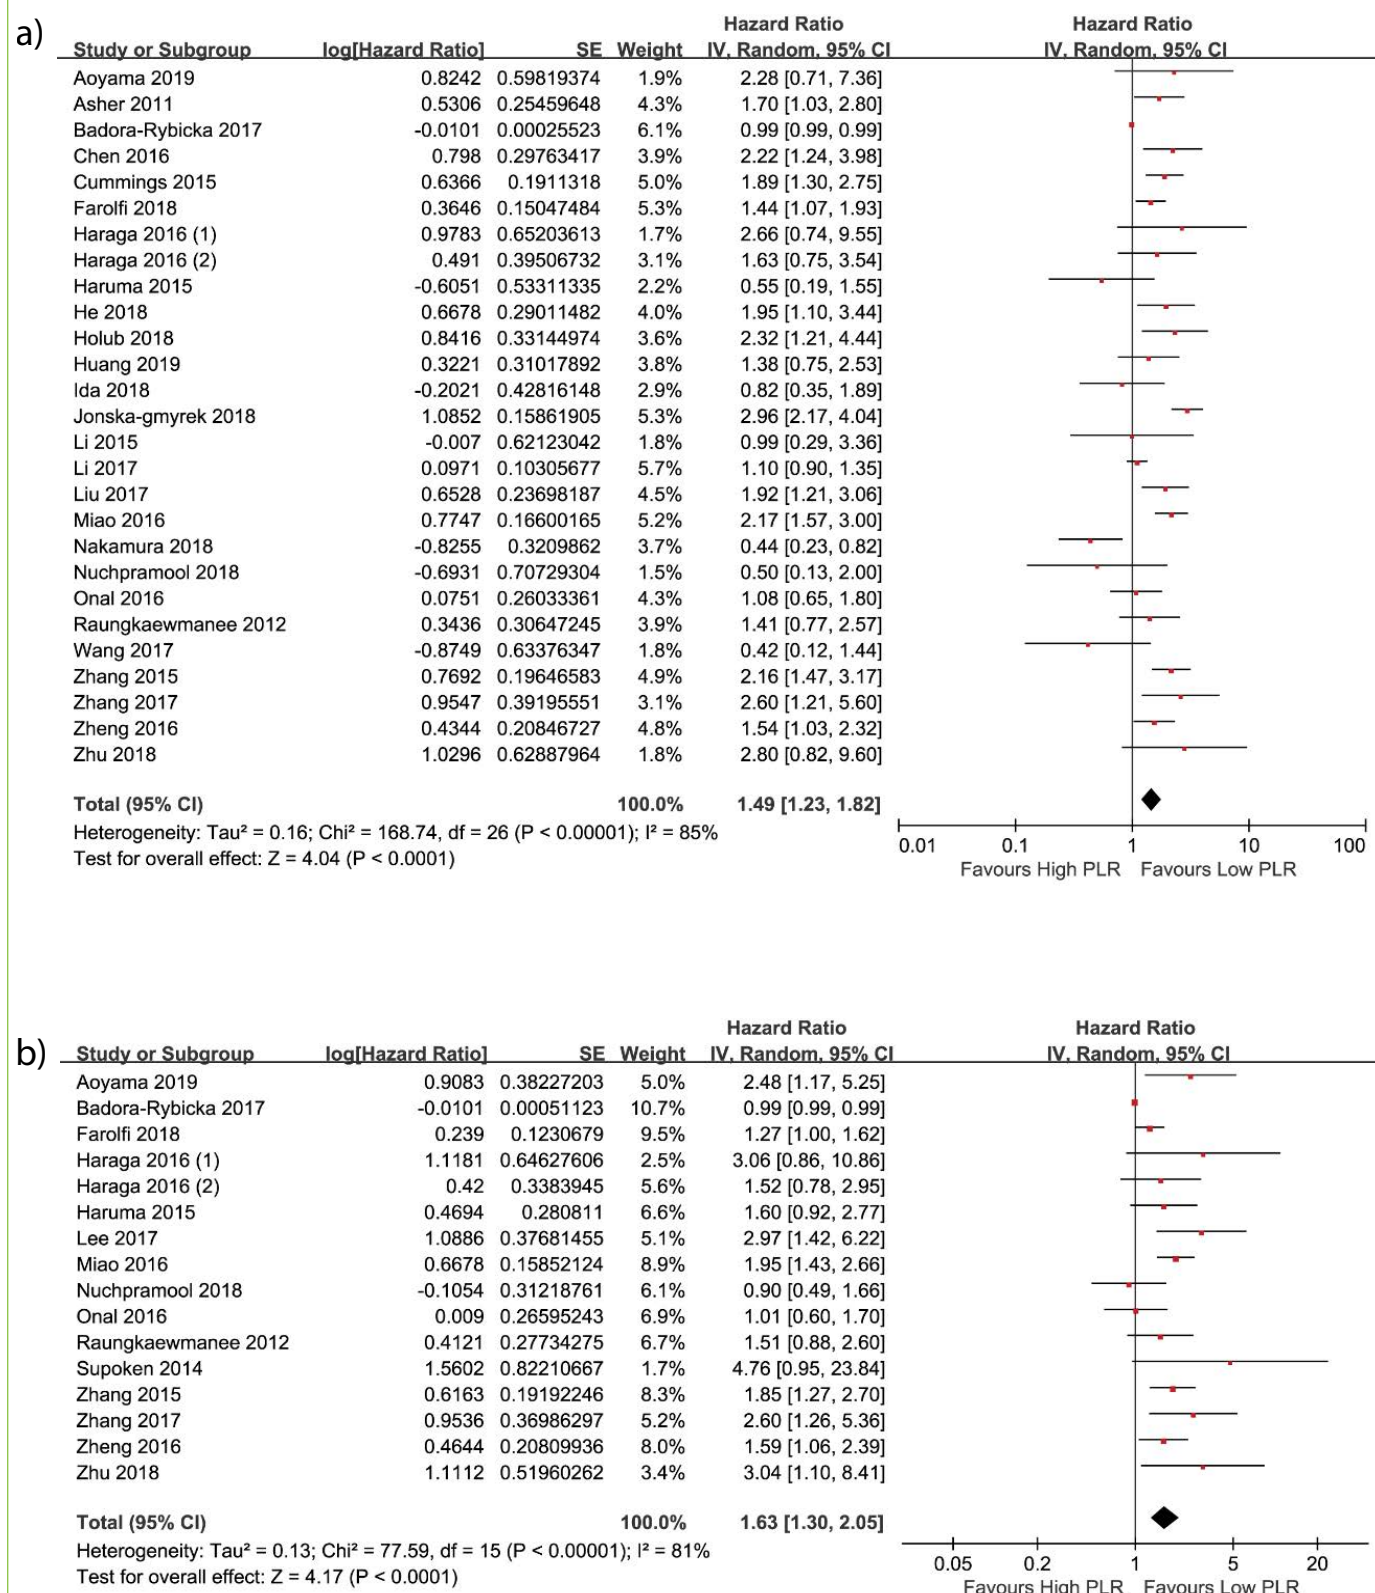 a)
Hazard Ratio Hazard Ratio
Study or Subgroup log[Hazard Ratio] SE Weight IV, Random, 95% CI IV, Random, 95% CI
Aoyama 2019 0.8242 0.59819374 1.9% 2.28 [0.71, 7.36]
Asher 2011 0.5306 0.25459648 4.3% 1.70 [1.03, 2.80]
Badora-Rybicka 2017 -0.0101 0.00025523 6.1% 0.99 [0.99, 0.99]
Chen 2016 0.798 0.29763417 3.9% 2.22 [1.24, 3.98]
Cummings 2015 0.6366 0.1911318 5.0% 1.89 [1.30, 2.75]
Farolfi 2018 0.3646 0.15047484 5.3% 1.44 [1.07, 1.93]
Haraga 2016 (1) 0.9783 0.65203613 1.7% 2.66 [0.74, 9.55]
Haraga 2016 (2) 0.491 0.39506732 3.1% 1.63 [0.75, 3.54]
Haruma 2015 -0.6051 0.53311335 2.2% 0.55 [0.19, 1.55]
He 2018 0.6678 0.29011482 4.0% 1.95 [1.10, 3.44]
Holub 2018 0.8416 0.33144974 3.6% 2.32 [1.21, 4.44]
Huang 2019 0.3221 0.31017892 3.8% 1.38 [0.75, 2.53]
Ida 2018 -0.2021 0.42816148 2.9% 0.82 [0.35, 1.89]
Jonska-gmyrek 2018 1.0852 0.15861905 5.3% 2.96 [2.17, 4.04]
Li 2015 -0.007 0.62123042 1.8% 0.99 [0.29, 3.36]
Li 2017 0.0971 0.10305677 5.7% 1.10 [0.90, 1.35]
Liu 2017 0.6528 0.23698187 4.5% 1.92 [1.21, 3.06]
Miao 2016 0.7747 0.16600165 5.2% 2.17 [1.57, 3.00]
Nakamura 2018 -0.8255 0.3209862 3.7% 0.44 [0.23, 0.82]
Nuchpramool 2018 -0.6931 0.70729304 1.5% 0.50 [0.13, 2.00]
Onal 2016 0.0751 0.26033361 4.3% 1.08 [0.65, 1.80]
Raungkaewmanee 2012 0.3436 0.30647245 3.9% 1.41 [0.77, 2.57]
Wang 2017 -0.8749 0.63376347 1.8% 0.42 [0.12, 1.44]
Zhang 2015 0.7692 0.19646583 4.9% 2.16 [1.47, 3.17]
Zhang 2017 0.9547 0.39195551 3.1% 2.60 [1.21, 5.60]
Zheng 2016 0.4344 0.20846727 4.8% 1.54 [1.03, 2.32]
Zhu 2018 1.0296 0.62887964 1.8% 2.80 [0.82, 9.60]
Total (95% CI) 100.0% 1.49 [1.23, 1.82]
Heterogeneity: Tau² = 0.16; Chi² = 168.74, df = 26 (P < 0.00001); I² = 85%
Test for overall effect: Z = 4.04 (P < 0.0001)
0.01 0.1 1 10 100
Favours High PLR Favours Low PLR
b)
Hazard Ratio Hazard Ratio
Study or Subgroup log[Hazard Ratio] SE Weight IV, Random, 95% CI IV, Random, 95% CI
Aoyama 2019 0.9083 0.38227203 5.0% 2.48 [1.17, 5.25]
Badora-Rybicka 2017 -0.0101 0.00051123 10.7% 0.99 [0.99, 0.99]
Farolfi 2018 0.239 0.1230679 9.5% 1.27 [1.00, 1.62]
Haraga 2016 (1) 1.1181 0.64627606 2.5% 3.06 [0.86, 10.86]
Haraga 2016 (2) 0.42 0.3383945 5.6% 1.52 [0.78, 2.95]
Haruma 2015 0.4694 0.280811 6.6% 1.60 [0.92, 2.77]
Lee 2017 1.0886 0.37681455 5.1% 2.97 [1.42, 6.22]
Miao 2016 0.6678 0.15852124 8.9% 1.95 [1.43, 2.66]
Nuchpramool 2018 -0.1054 0.31218761 6.1% 0.90 [0.49, 1.66]
Onal 2016 0.009 0.26595243 6.9% 1.01 [0.60, 1.70]
Raungkaewmanee 2012 0.4121 0.27734275 6.7% 1.51 [0.88, 2.60]
Supoken 2014 1.5602 0.82210667 1.7% 4.76 [0.95, 23.84]
Zhang 2015 0.6163 0.19192246 8.3% 1.85 [1.27, 2.70]
Zhang 2017 0.9536 0.36986297 5.2% 2.60 [1.26, 5.36]
Zheng 2016 0.4644 0.20809936 8.0% 1.59 [1.06, 2.39]
Zhu 2018 1.1112 0.51960262 3.4% 3.04 [1.10, 8.41]
Total (95% CI) 100.0% 1.63 [1.30, 2.05]
Heterogeneity: Tau² = 0.13; Chi² = 77.59, df = 15 (P < 0.00001); I² = 81%
Test for overall effect: Z = 4.17 (P < 0.0001)
0.05 0.2 1 5 20
Favours High PLR Favours Low PLR